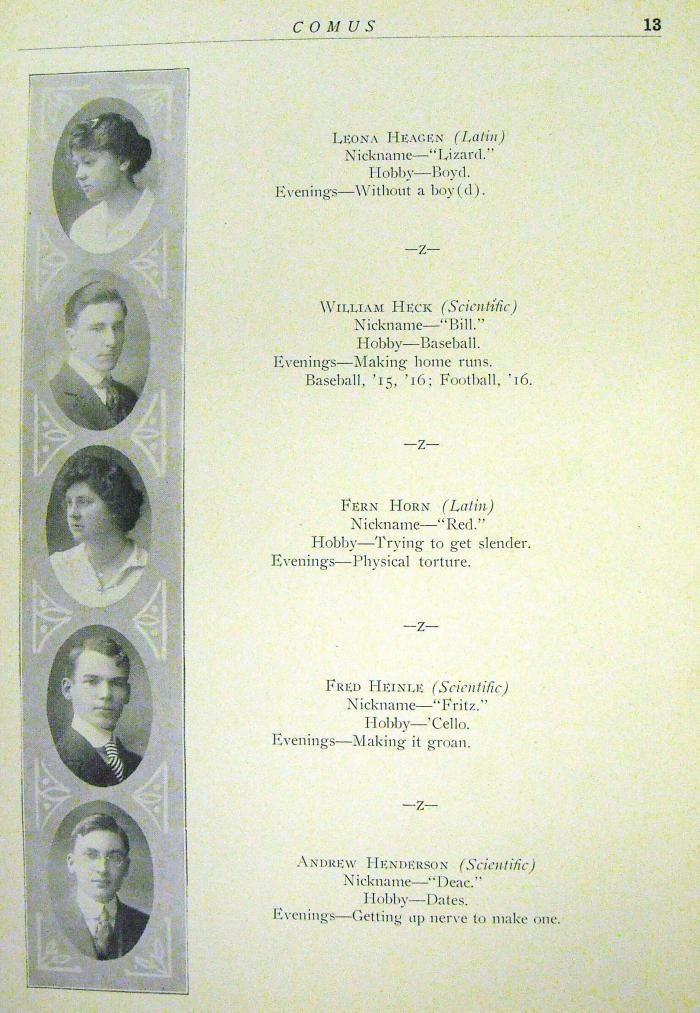 COMUS 13
LEONA HEAGEN (Latin)
Nickname—"Lizard."
Hobby—Boyd.
Evenings—Without a boy(d).
—Z—
WILLIAM HECK (Scientific)
Nickname—"Bill."
Hobby—Baseball.
Evenings—Making home runs.
Baseball, '15, '16; Football, '16.
—Z—
FERN HORN (Latin)
Nickname—"Red."
Hobby—Trying to get slender.
Evenings—Physical torture.
—Z—
FRED HEINLE (Scientific)
Nickname—"Fritz."
Hobby—'Cello.
Evenings—Making it groan.
—Z—
ANDREW HENDERSON (Scientific)
Nickname—"Deac."
Hobby—Dates.
Evenings—Getting up nerve to make one.